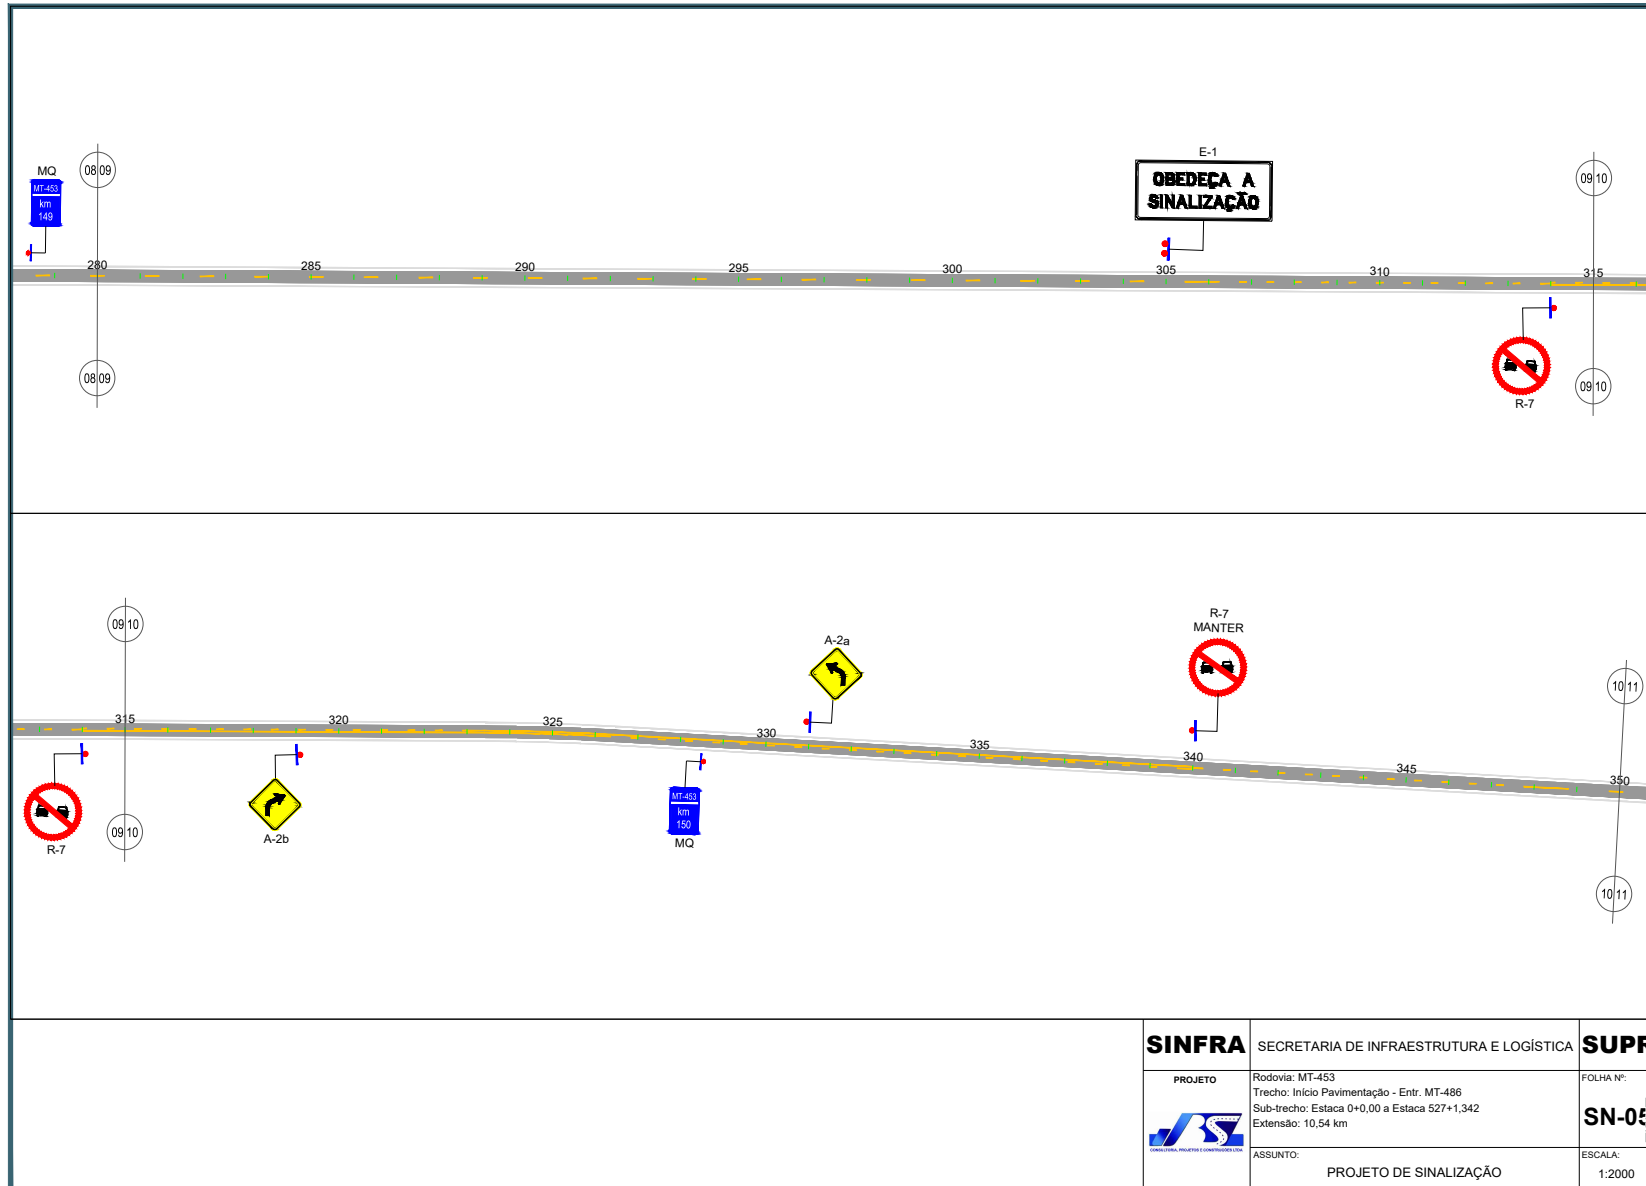 E-1
OBEDEÇA A
SINALIZAÇÃO
MQ
MT-453
km
149
08 09
09 10
280
285
290
295
300
305
310
315
08 09
09 10
R-7
R-7
MANTER
09 10
A-2a
10 11
315
320
325
330
335
340
345
350
MT-453
km
150
MQ
09 10
A-2b
R-7
10 11
SINFRA
SECRETARIA DE INFRAESTRUTURA E LOGÍSTICA
PROJETO
CONSULTORIA, PROJETOS E CONSTRUÇÕES LTDA
Rodovia: MT-453
Trecho: Início Pavimentação - Entr. MT-486
Sub-trecho: Estaca 0+0,00 a Estaca 527+1,342
Extensão: 10,54 km
FOLHA Nº:
SN-05
ASSUNTO:
PROJETO DE SINALIZAÇÃO
ESCALA:
1:2000